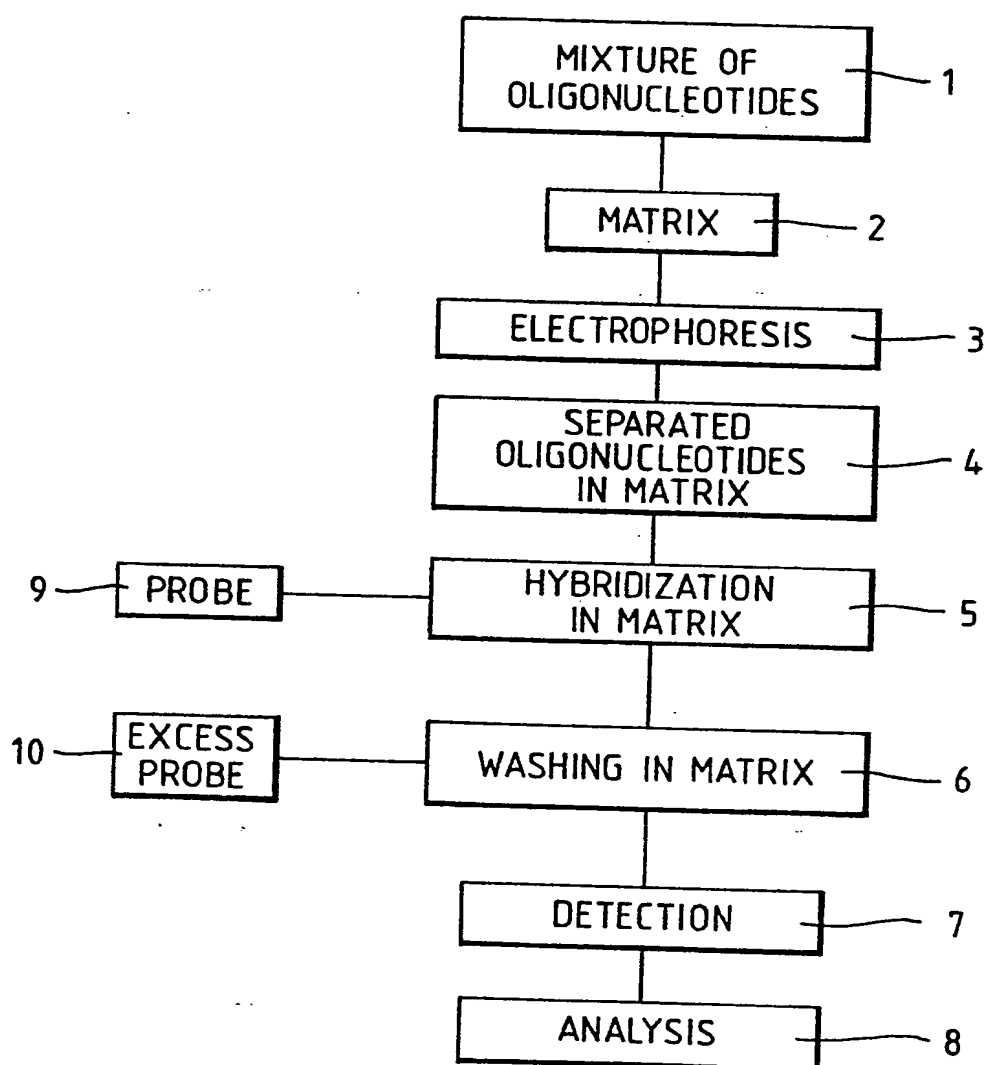 MIXTURE OF
OLIGONUCLEOTIDES
1
MATRIX
2
ELECTROPHORESIS
3
SEPARATED
OLIGONUCLEOTIDES
IN MATRIX
4
9
PROBE
HYBRIDIZATION
IN MATRIX
5
10
EXCESS
PROBE
WASHING IN MATRIX
6
DETECTION
7
ANALYSIS
8